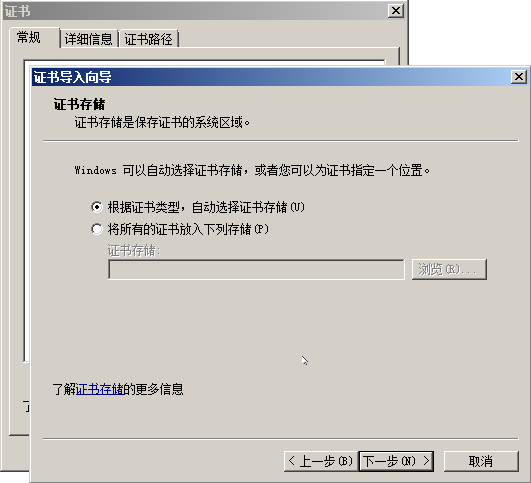 证书
常规 详细信息 证书路径
证书导入向导
证书存储
证书存储是保存证书的系统区域。
Windows 可以自动选择证书存储，或者您可以为证书指定一个位置。
根据证书类型，自动选择证书存储(U)
将所有的证书放入下列存储(P)
证书存储:
浏览(R)...
了解证书存储的更多信息
< 上一步(B) 下一步(N) > 取消